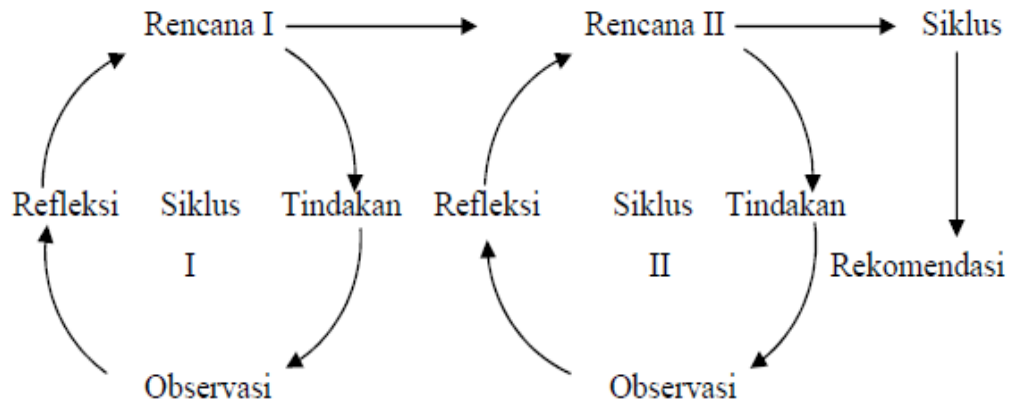 Rencana I Rencana II Siklus
Refleksi Siklus Tindakan Refleksi Siklus Tindakan
I II Rekomendasi
Observasi Observasi